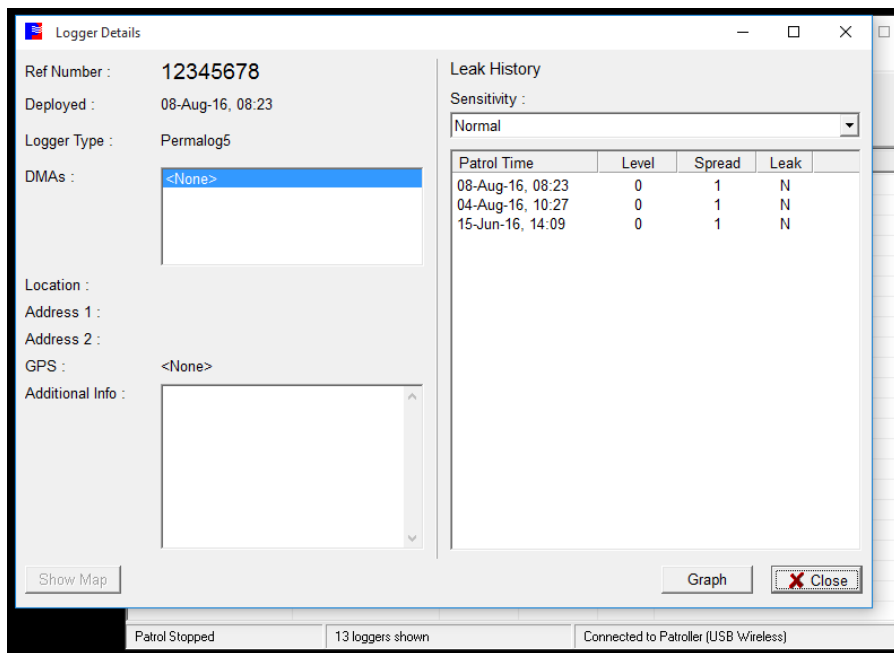 Logger Details
Ref Number : 12345678
Deployed : 08-Aug-16, 08:23
Logger Type : Permalog5
DMAs : <None>
Location :
Address 1 :
Address 2 :
GPS : <None>
Additional Info :
Show Map
Leak History
Sensitivity :
Normal
Patrol Time Level Spread Leak
08-Aug-16, 08:23 0 1 N
04-Aug-16, 10:27 0 1 N
15-Jun-16, 14:09 0 1 N
Graph Close
Patrol Stopped 13 loggers shown Connected to Patroller (USB Wireless)